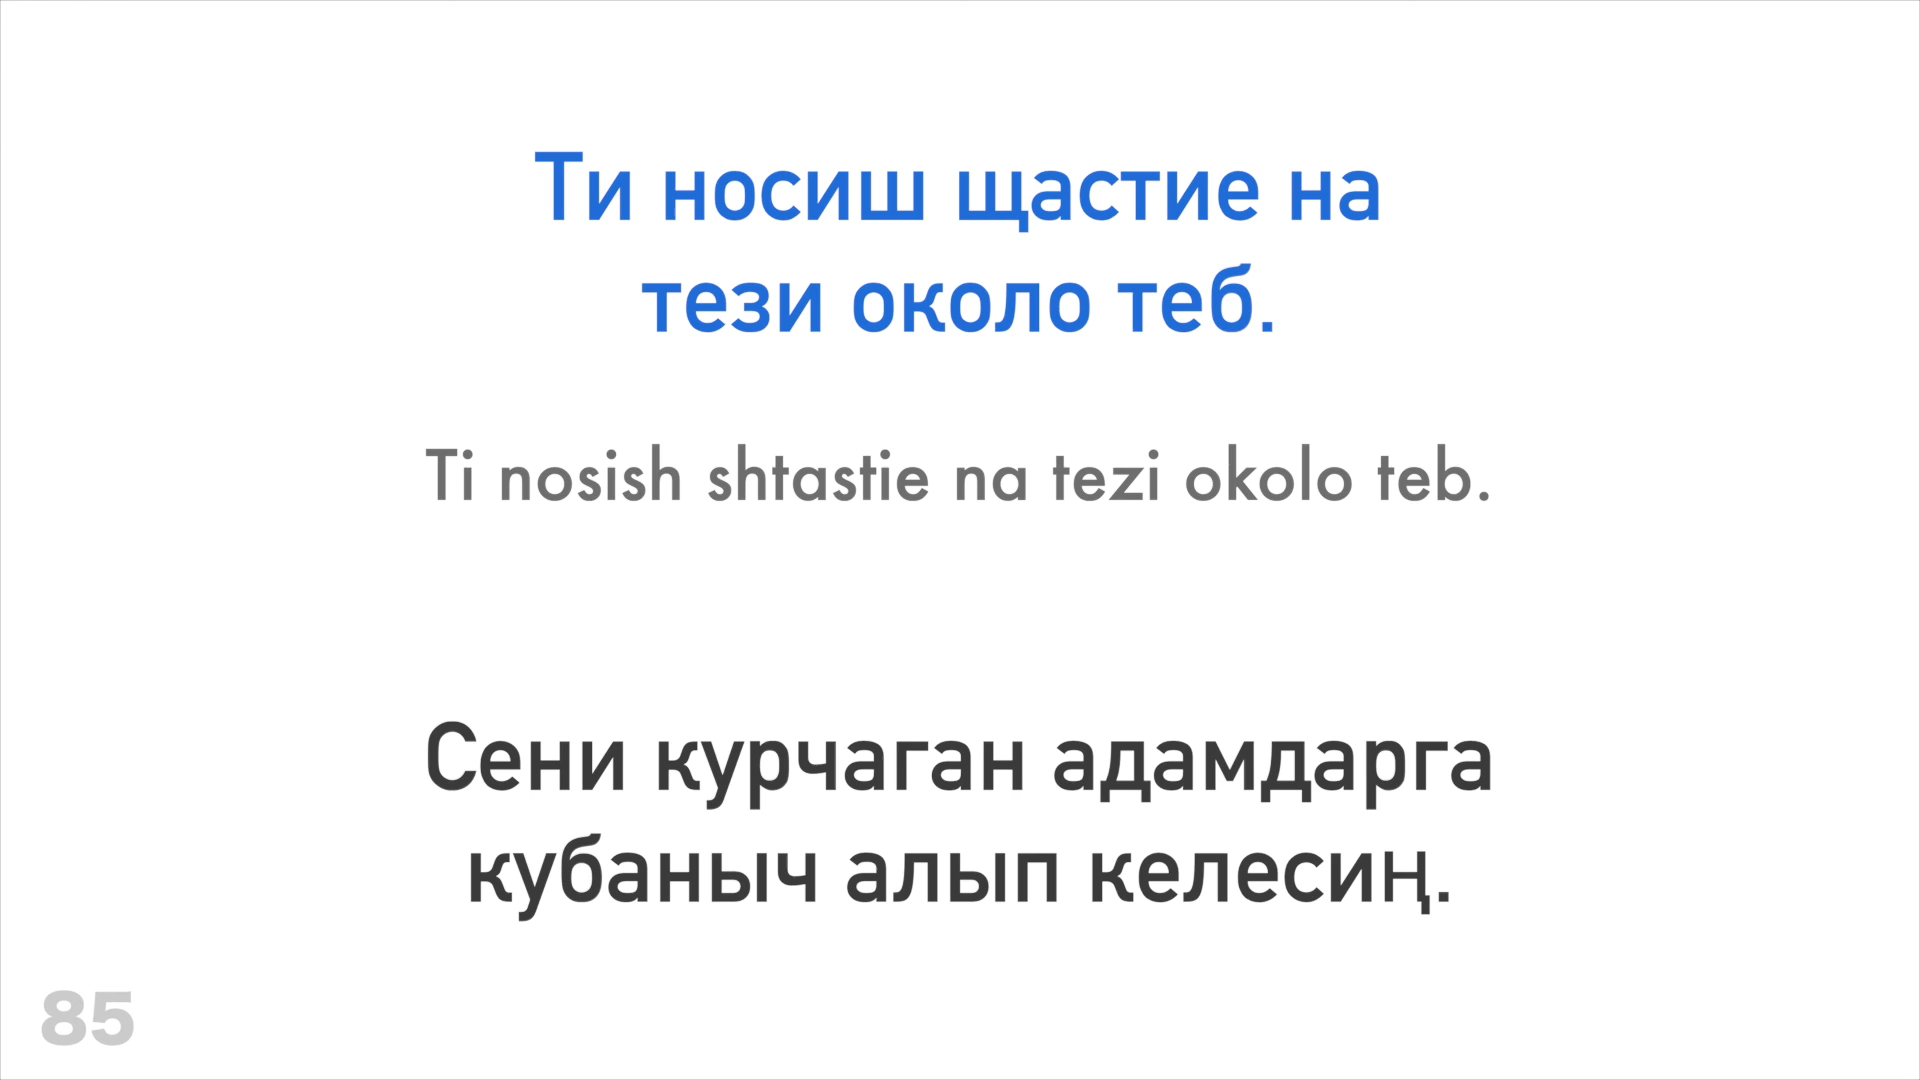 Ти носиш щастие на
тези около теб.
Ti nosish shtastie na tezi okolo teb.
Сени курчаган адамдарга
кубаныч алып келесиң.
85